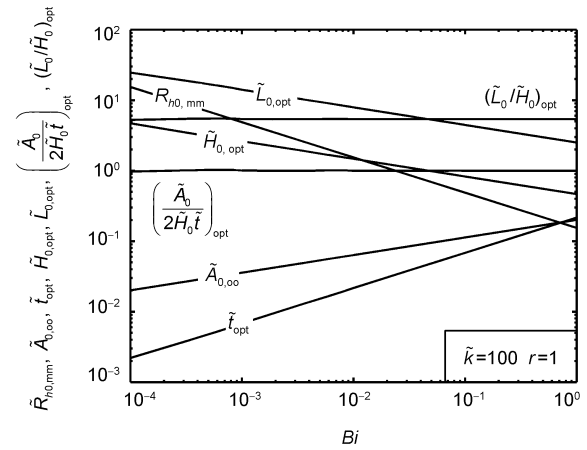 10² 
10¹
10⁰
10⁻¹
10⁻²
10⁻³
R̃ₕ₀,mm, Ã₀,oo, t̃opt, H̃₀,opt, L̃₀,opt, (Ã₀/2H̃₀t̃)opt, (L̃₀/H̃₀)opt
L̃₀,opt
Rₕ₀,mm
(L̃₀/H̃₀)opt
H̃₀,opt
(Ã₀/2H̃₀t̃)opt
Ã₀,oo
t̃opt
k̃=100 r=1
10⁻⁴ 10⁻³ 10⁻² 10⁻¹ 10⁰
Bi